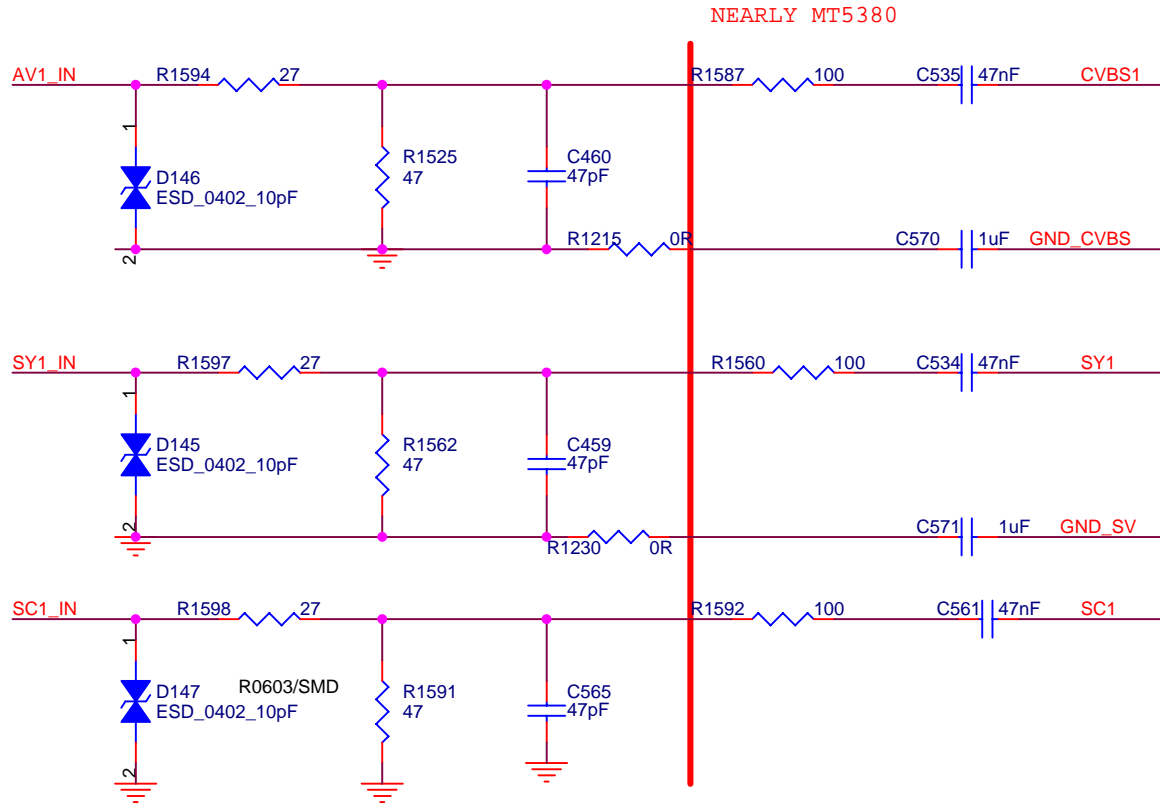 NEARLY MT5380
AV1_IN R1594 27 R1587 100 C535 47nF CVBS1
1
D146
ESD_0402_10pF
R1525
47
C460
47pF
2
R1215 0R C570 1uF GND_CVBS
SY1_IN R1597 27 R1560 100 C534 47nF SY1
1
D145
ESD_0402_10pF
R1562
47
C459
47pF
2
R1230 0R C571 1uF GND_SV
SC1_IN R1598 27 R1592 100 C561 47nF SC1
1
D147
ESD_0402_10pF
R0603/SMD
R1591
47
C565
47pF
2